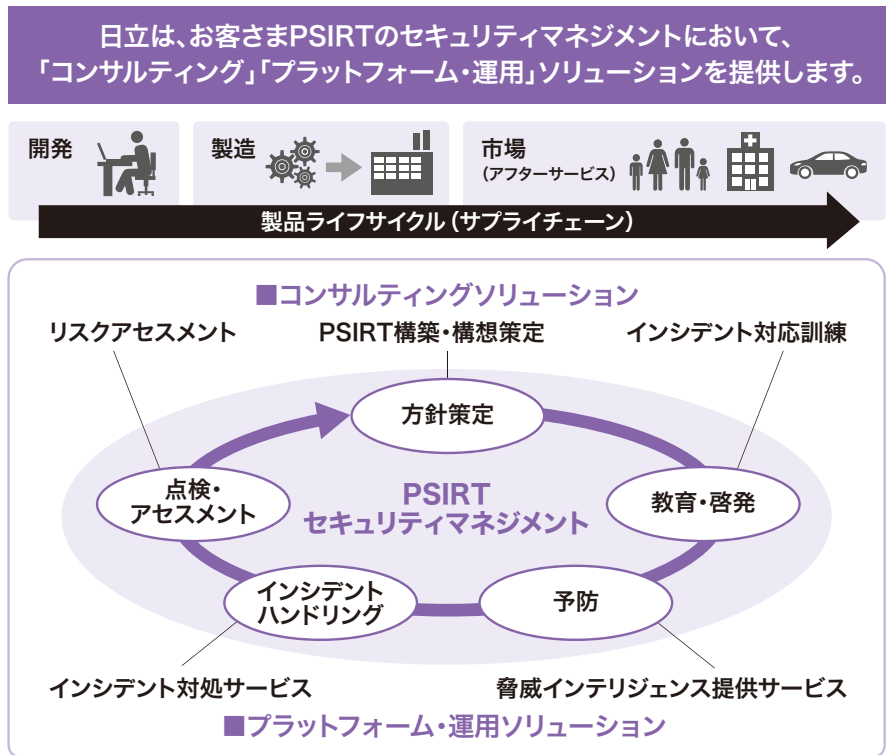 日立は、お客さまPSIRTのセキュリティマネジメントにおいて、
「コンサルティング」「プラットフォーム・運用」ソリューションを提供します。
開発
製造
市場
(アフターサービス)
製品ライフサイクル(サプライチェーン)
■コンサルティングソリューション
リスクアセスメント
PSIRT構築・構想策定
インシデント対応訓練
方針策定
点検・
アセスメント
PSIRT
セキュリティマネジメント
教育・啓発
インシデント
ハンドリング
予防
インシデント対処サービス
脅威インテリジェンス提供サービス
■プラットフォーム・運用ソリューション